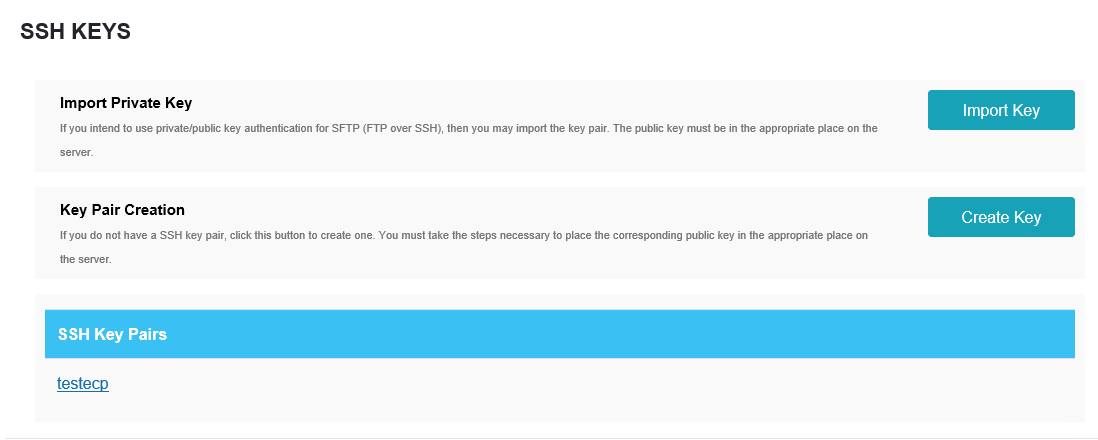 SSH KEYS
Import Private Key
Import Key
If you intend to use private/public key authentication for SFTP (FTP over SSH), then you may import the key pair. The public key must be in the appropriate place on the
server.
Key Pair Creation
Create Key
If you do not have a SSH key pair, click this button to create one. You must take the steps necessary to place the corresponding public key in the appropriate place on
the server.
SSH Key Pairs
testecp